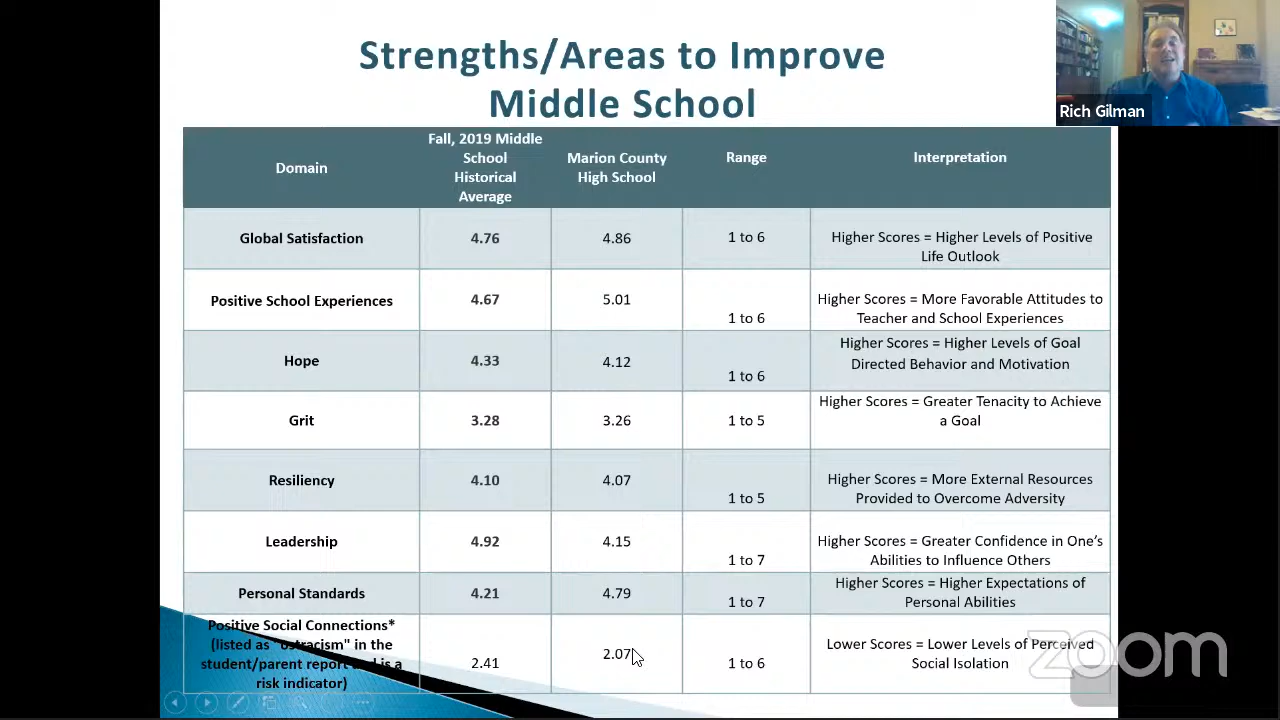 Strengths/Areas to Improve
Middle School
Rich Gilman
Domain
Fall, 2019 Middle
School
Historical
Average
Marion County
High School
Range
Interpretation
Global Satisfaction
4.76
4.86
1 to 6
Higher Scores = Higher Levels of Positive
Life Outlook
Positive School Experiences
4.67
5.01
1 to 6
Higher Scores = More Favorable Attitudes to
Teacher and School Experiences
Hope
4.33
4.12
1 to 6
Higher Scores = Higher Levels of Goal
Directed Behavior and Motivation
Grit
3.28
3.26
1 to 5
Higher Scores = Greater Tenacity to Achieve
a Goal
Resiliency
4.10
4.07
1 to 5
Higher Scores = More External Resources
Provided to Overcome Adversity
Leadership
4.92
4.15
1 to 7
Higher Scores = Greater Confidence in One's
Abilities to Influence Others
Personal Standards
4.21
4.79
1 to 7
Higher Scores = Higher Expectations of
Personal Abilities
Positive Social Connections*
(listed as "ostracism" in the
student/parent report and is a
risk indicator)
2.41
2.07
1 to 6
Lower Scores = Lower Levels of Perceived
Social Isolation
zoom